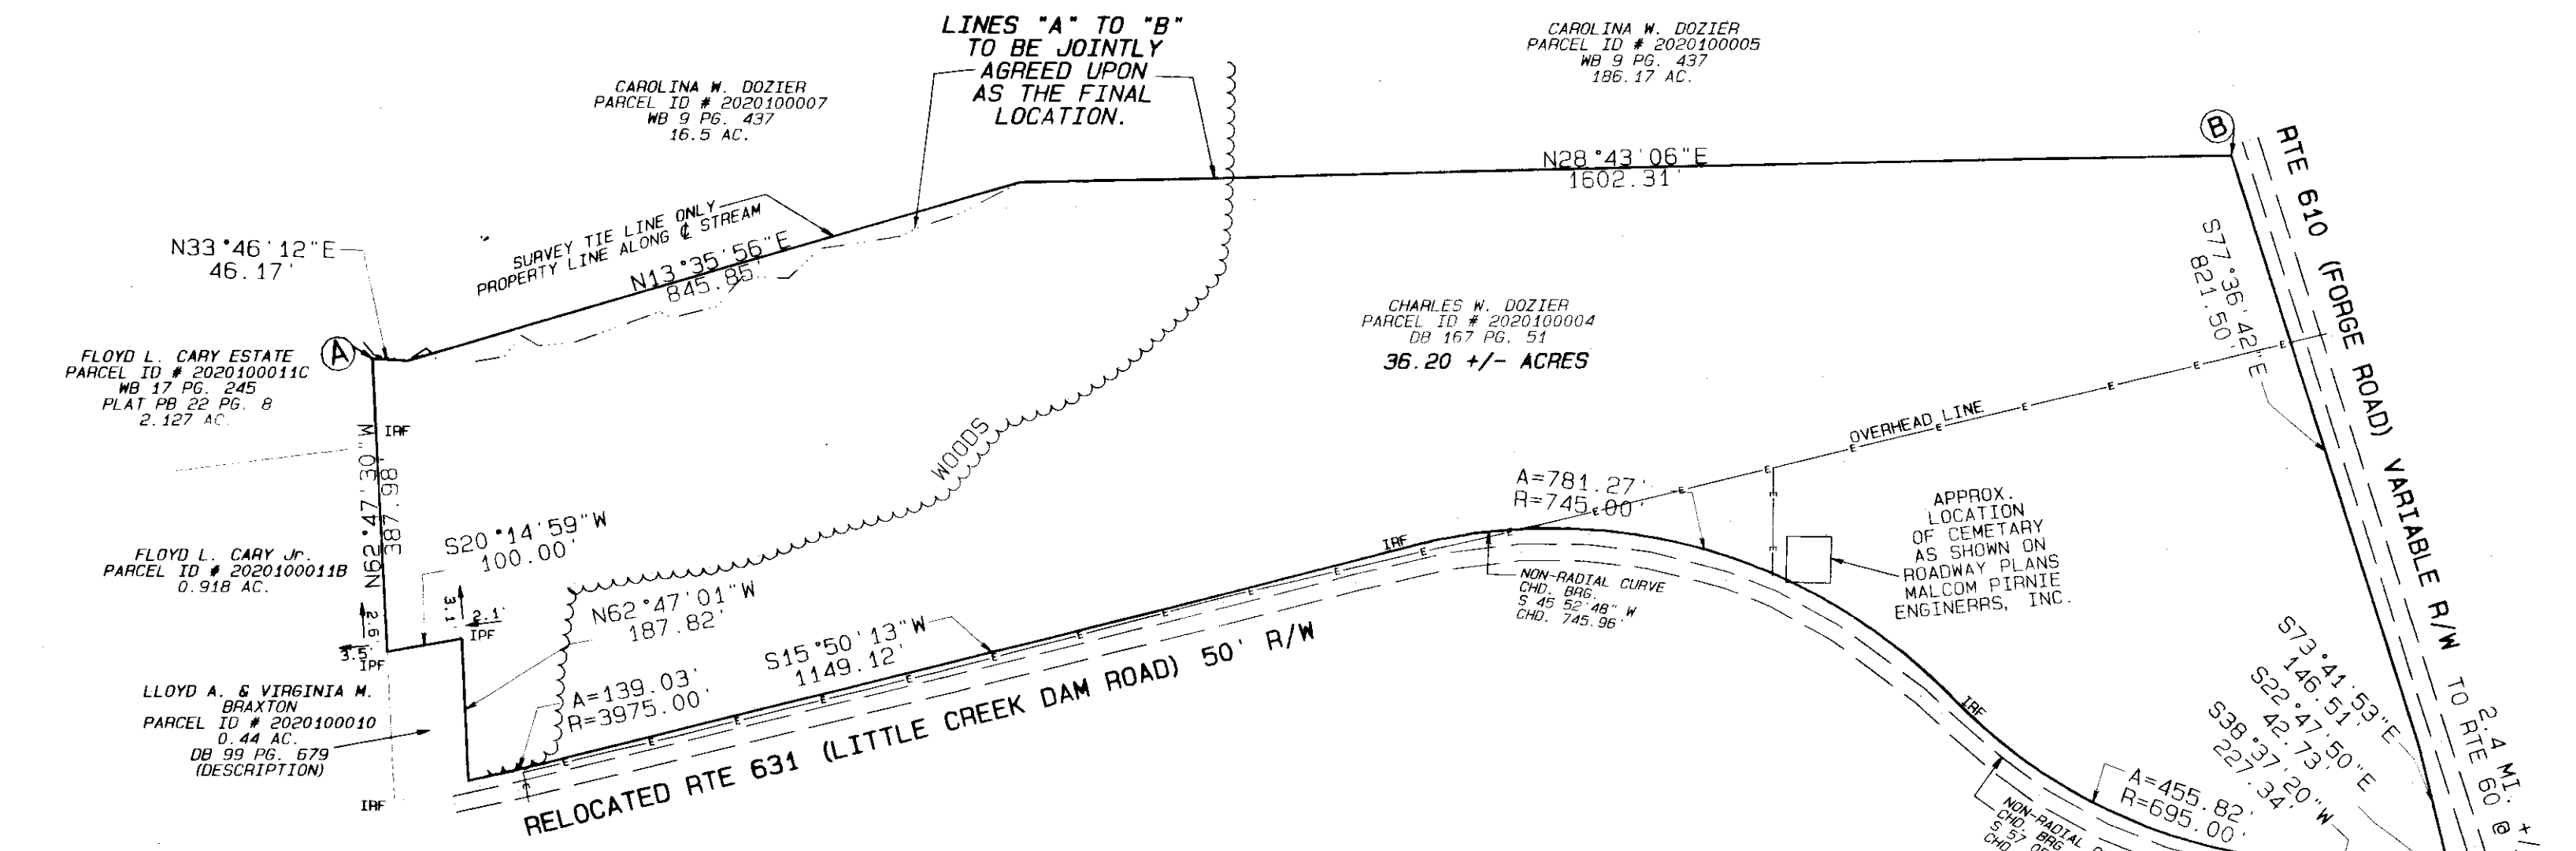 LINES "A" TO "B"
TO BE JOINTLY
AGREED UPON
AS THE FINAL
LOCATION.
CAROLINA W. DOZIER
PARCEL ID # 2020100005
WB 9 PG. 437
186.17 AC.
CAROLINA W. DOZIER
PARCEL ID # 2020100007
WB 9 PG. 437
16.5 AC.
B
N28°43'06"E
1602.31'
RTE 610 (FORGE ROAD) VARIABLE R/W
TO RTE 60 @
2.4 MI. +/
S77°36'42"E
821.50'
SURVEY TIE LINE ONLY
PROPERTY LINE ALONG ℄ STREAM
N13°35'56"E
845.85'
N33°46'12"E
46.17'
A
FLOYD L. CARY ESTATE
PARCEL ID # 2020100011C
WB 17 PG. 245
PLAT PB 22 PG. 8
2.127 AC.
IRF
N62°47'30"W
387.98'
CHARLES W. DOZIER
PARCEL ID # 2020100004
DB 167 PG. 51
36.20 +/- ACRES
WOODS
OVERHEAD LINE
E
A=781.27'
R=745.00'
APPROX.
LOCATION
OF CEMETARY
AS SHOWN ON
ROADWAY PLANS
MALCOM PIRNIE
ENGINERRS, INC.
FLOYD L. CARY Jr.
PARCEL ID # 2020100011B
0.918 AC.
S20°14'59"W
100.00'
2.6'
3.5'
IPF
3.1'
2.1'
IPF
N62°47'01"W
187.82'
IRF
NON-RADIAL CURVE
CHD. BRG.
S 45 52'48" W
CHD. 745.96'
S15°50'13"W
1149.12'
A=139.03'
R=3975.00'
LLOYD A. & VIRGINIA M.
BRAXTON
PARCEL ID # 2020100010
0.44 AC.
DB 99 PG. 679
(DESCRIPTION)
IRF
RELOCATED RTE 631 (LITTLE CREEK DAM ROAD) 50' R/W
IRF
S73°41'53"E
146.51'
S22°47'50"E
42.73'
S38°37'20"W
227.34'
A=455.82'
R=695.00'
NON-RADIAL
CHD. BRG
S 57
CHD